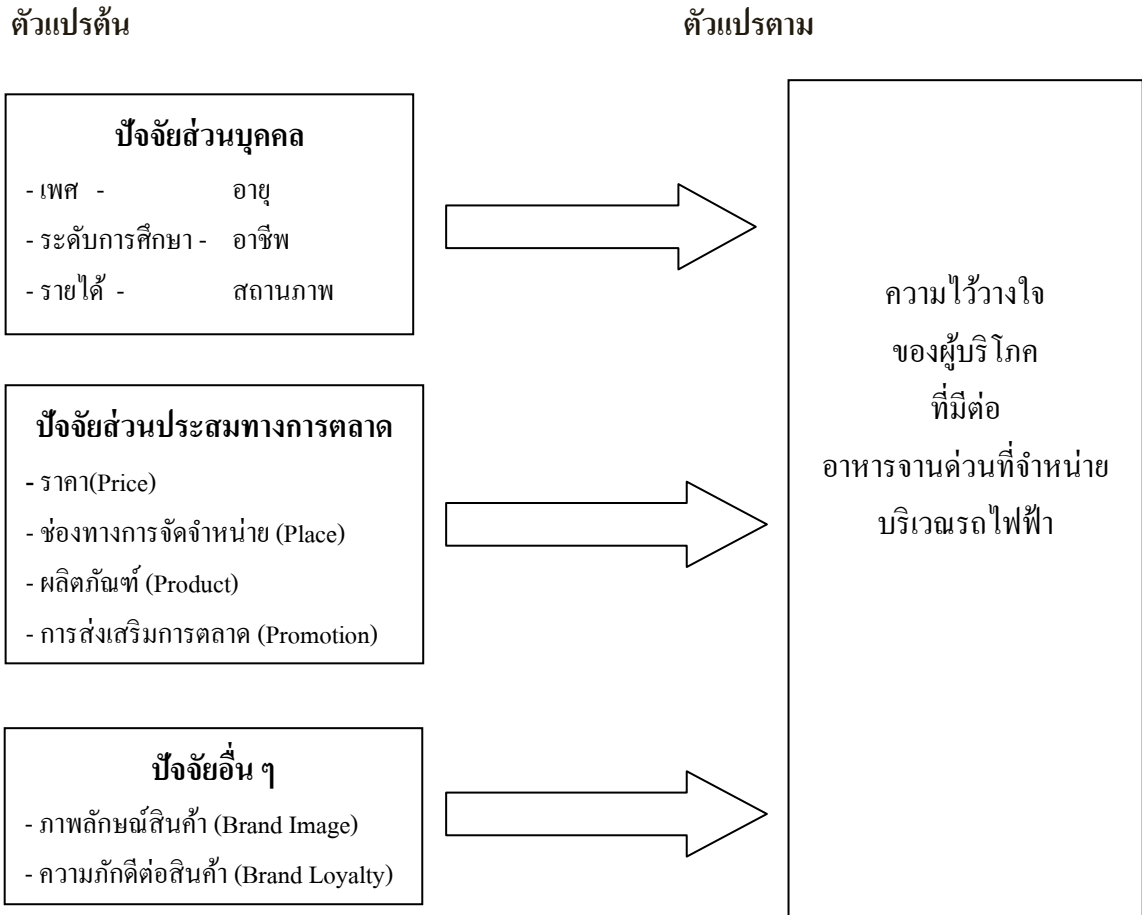 ตัวแปรต้น
ตัวแปรตาม
ปัจจัยส่วนบุคคล
- เพศ - อายุ
- ระดับการศึกษา - อาชีพ
- รายได้ - สถานภาพ
ปัจจัยส่วนประสมทางการตลาด
- ราคา(Price)
- ช่องทางการจัดจำหน่าย (Place)
- ผลิตภัณฑ์ (Product)
- การส่งเสริมการตลาด (Promotion)
ปัจจัยอื่น ๆ
- ภาพลักษณ์สินค้า (Brand Image)
- ความภักดีต่อสินค้า (Brand Loyalty)
ความไว้วางใจ
ของผู้บริโภค
ที่มีต่อ
อาหารจานด่วนที่จำหน่าย
บริเวณรถไฟฟ้า